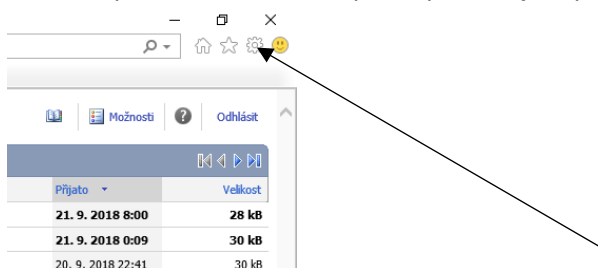 Možnosti ? Odhlásit
Přijato Velikost
21. 9. 2018 8:00 28 kB
21. 9. 2018 0:09 30 kB
20. 9. 2018 22:41 30 kB